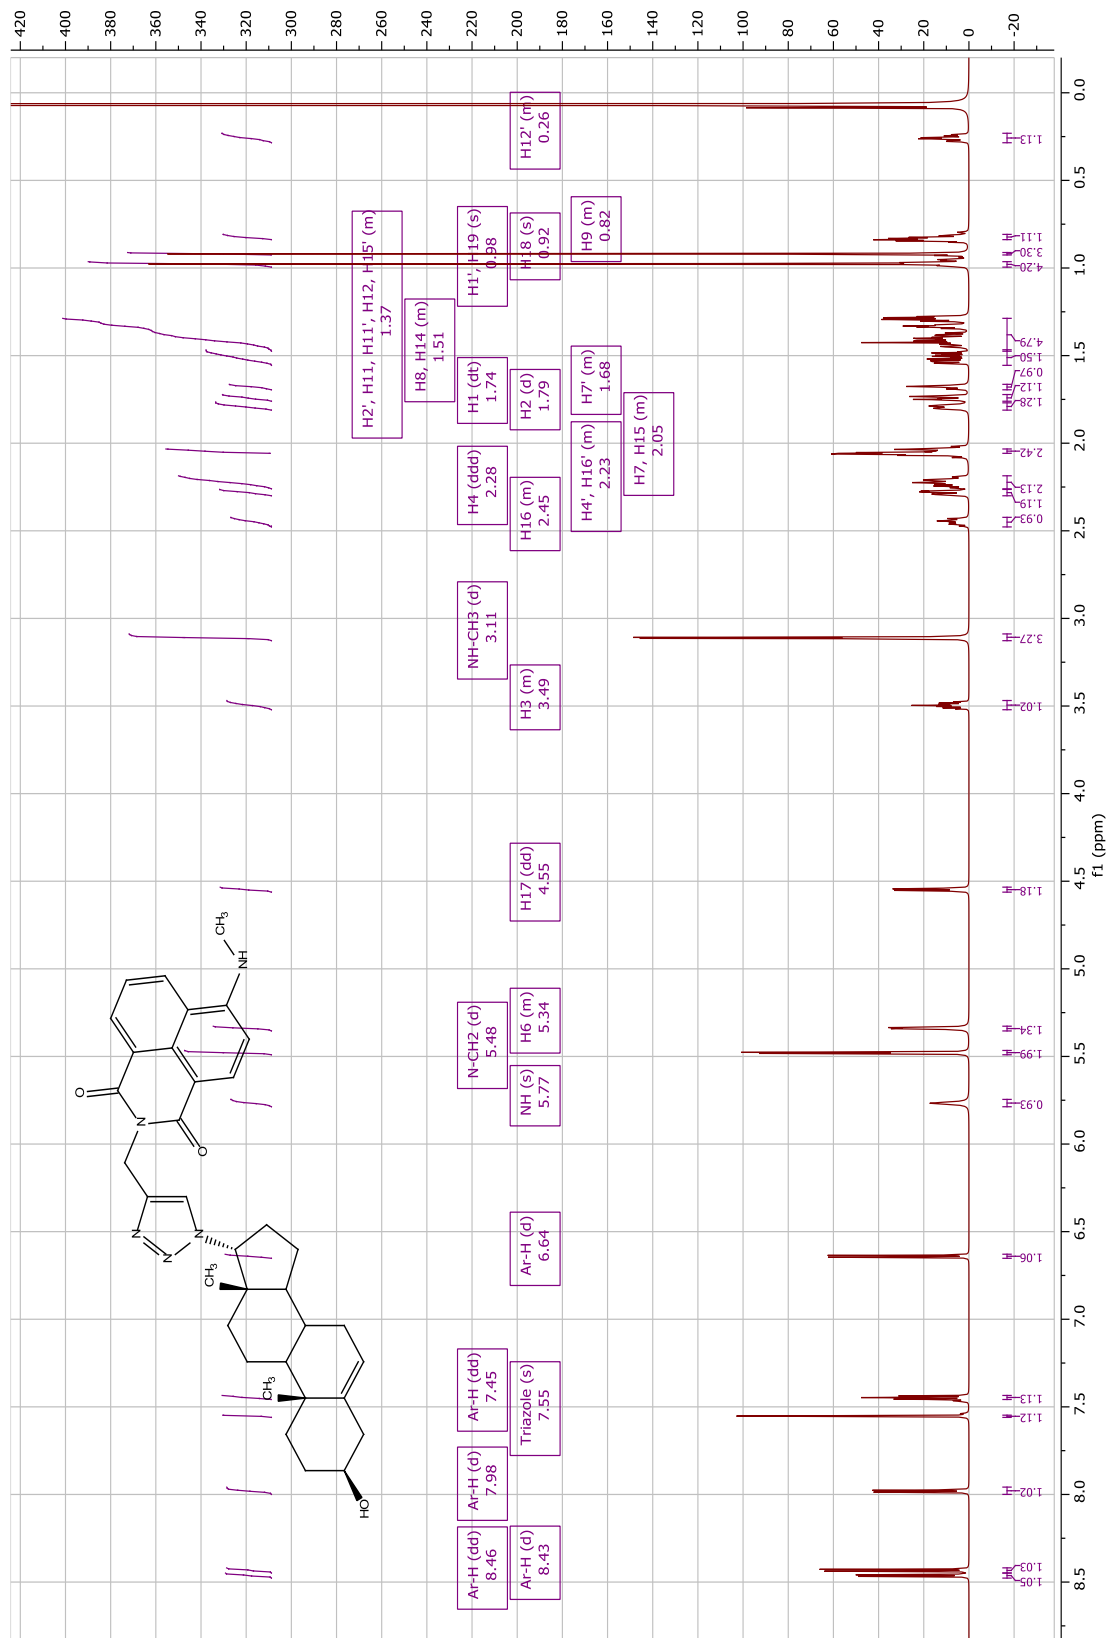 420
400
380
360
340
320
300
280
260
240
220
200
180
160
140
120
100
80
60
40
20
0
-20
H12' (m)
0.26
H2', H11, H11', H12, H15' (m)
1.37
H1', H19 (s)
0.98
H18 (s)
0.92
H9 (m)
0.82
H8, H14 (m)
1.51
H1 (dt)
1.74
H2 (d)
1.79
H7' (m)
1.68
H7, H15 (m)
2.05
H4', H16' (m)
2.23
H4 (ddd)
2.28
H16 (m)
2.45
NH-CH3 (d)
3.11
H3 (m)
3.49
H17 (dd)
4.55
H6 (m)
5.34
N-CH2 (d)
5.48
NH (s)
5.77
Ar-H (d)
6.64
Ar-H (dd)
7.45
Triazole (s)
7.55
Ar-H (d)
7.98
Ar-H (d)
8.43
Ar-H (dd)
8.46
CH3
NH
O
N
O
N
N
N
CH3
CH3
HO
1.13
1.11
3.30
4.20
4.79
1.50
0.97
1.12
1.28
2.42
2.13
1.19
0.93
3.27
1.02
1.18
1.34
1.99
0.93
1.06
1.13
1.12
1.02
1.03
1.05
0.0
0.5
1.0
1.5
2.0
2.5
3.0
3.5
4.0
4.5
5.0
5.5
6.0
6.5
7.0
7.5
8.0
8.5
f1 (ppm)